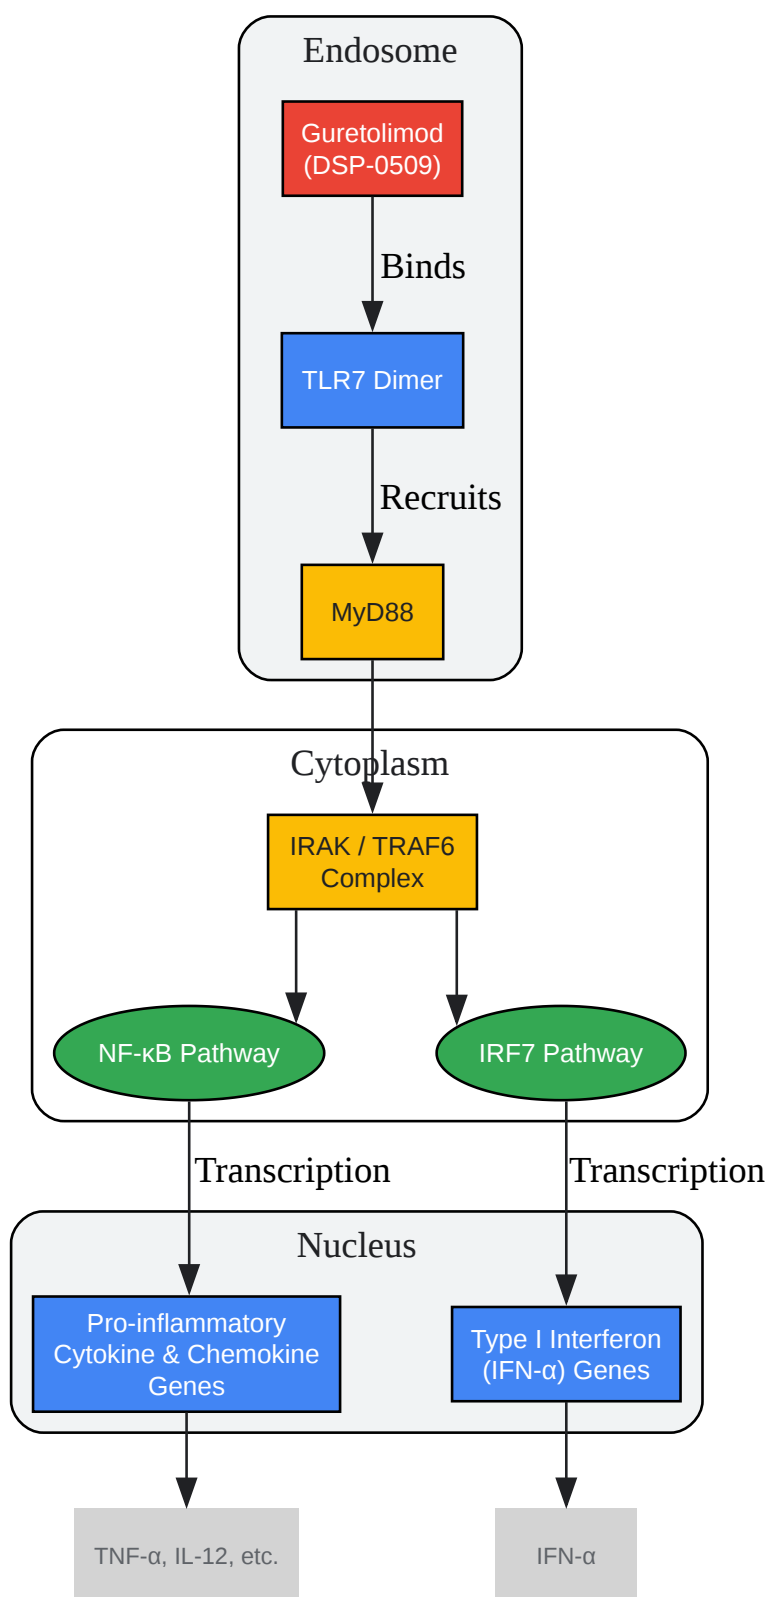 Endosome
Guretolimod
(DSP-0509)
Binds
TLR7 Dimer
Recruits
MyD88
Cytoplasm
IRAK / TRAF6
Complex
NF-κB Pathway
IRF7 Pathway
Transcription
Transcription
Nucleus
Pro-inflammatory
Cytokine & Chemokine
Genes
Type I Interferon
(IFN-α) Genes
TNF-α, IL-12, etc.
IFN-α